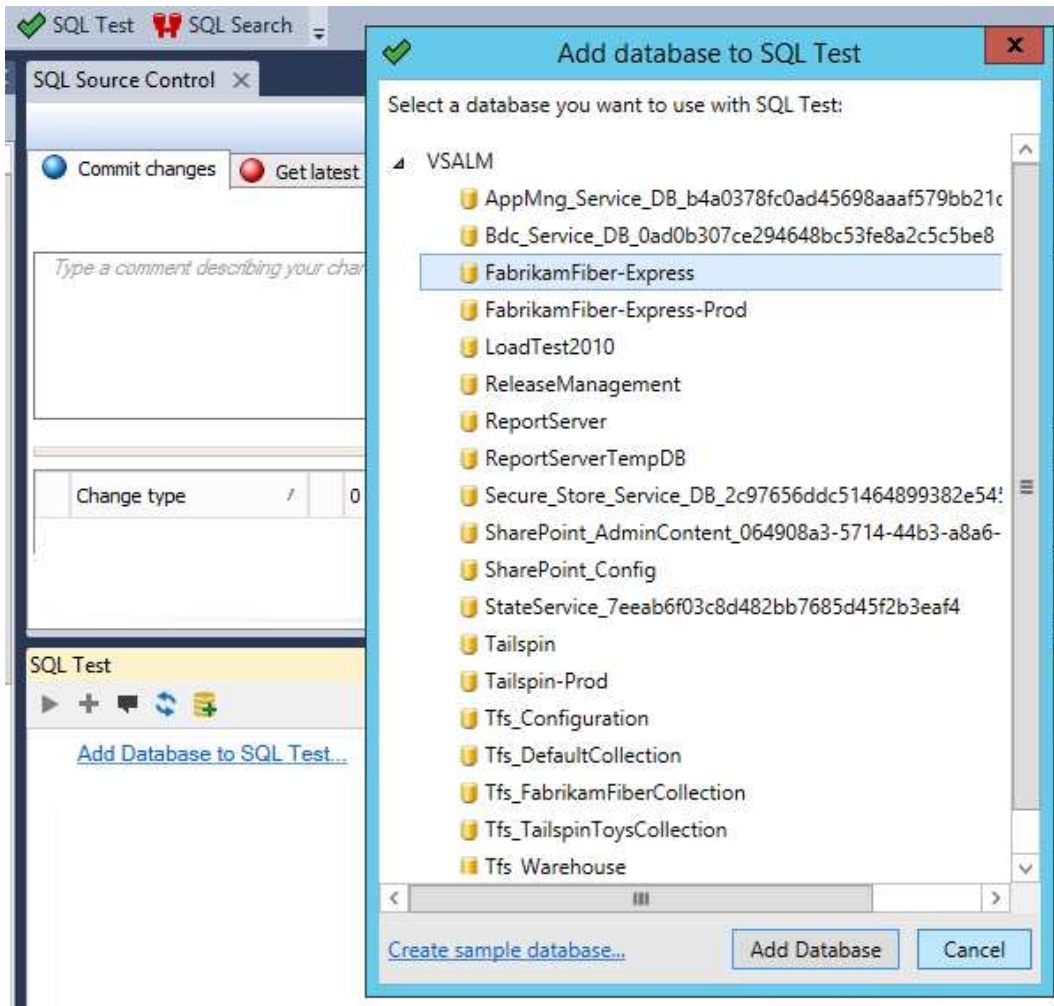 SQL Test SQL Search
SQL Source Control
Commit changes Get latest
Type a comment describing your char
Change type 0
SQL Test
Add Database to SQL Test...
Add database to SQL Test
Select a database you want to use with SQL Test:
VSALM
AppMng_Service_DB_b4a0378fc0ad45698aaaf579bb21c
Bdc_Service_DB_0ad0b307ce294648bc53fe8a2c5c5be8
FabrikamFiber-Express
FabrikamFiber-Express-Prod
LoadTest2010
ReleaseManagement
ReportServer
ReportServerTempDB
Secure_Store_Service_DB_2c97656ddc51464899382e545
SharePoint_AdminContent_064908a3-5714-44b3-a8a6-
SharePoint_Config
StateService_7eeab6f03c8d482bb7685d45f2b3eaf4
Tailspin
Tailspin-Prod
Tfs_Configuration
Tfs_DefaultCollection
Tfs_FabrikamFiberCollection
Tfs_TailspinToysCollection
Tfs_Warehouse
Create sample database... Add Database Cancel